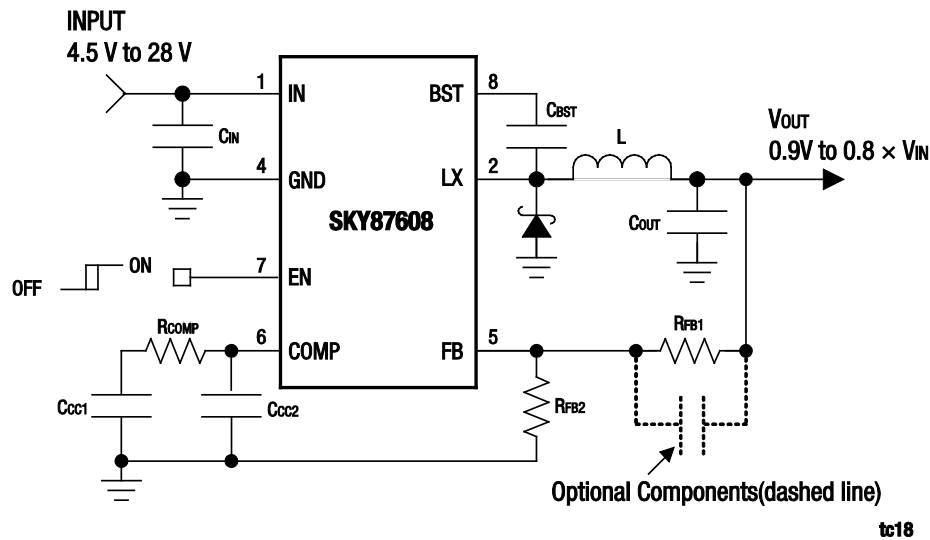 INPUT
4.5 V to 28 V
1
IN
BST
8
CBST
CIN
L
VOUT
0.9V to 0.8 × VIN
4
GND
LX
2
SKY87608
COUT
OFF
ON
7
EN
RCOMP
6
COMP
FB
5
RFB1
CCC1
CCC2
RFB2
Optional Components(dashed line)
tc18